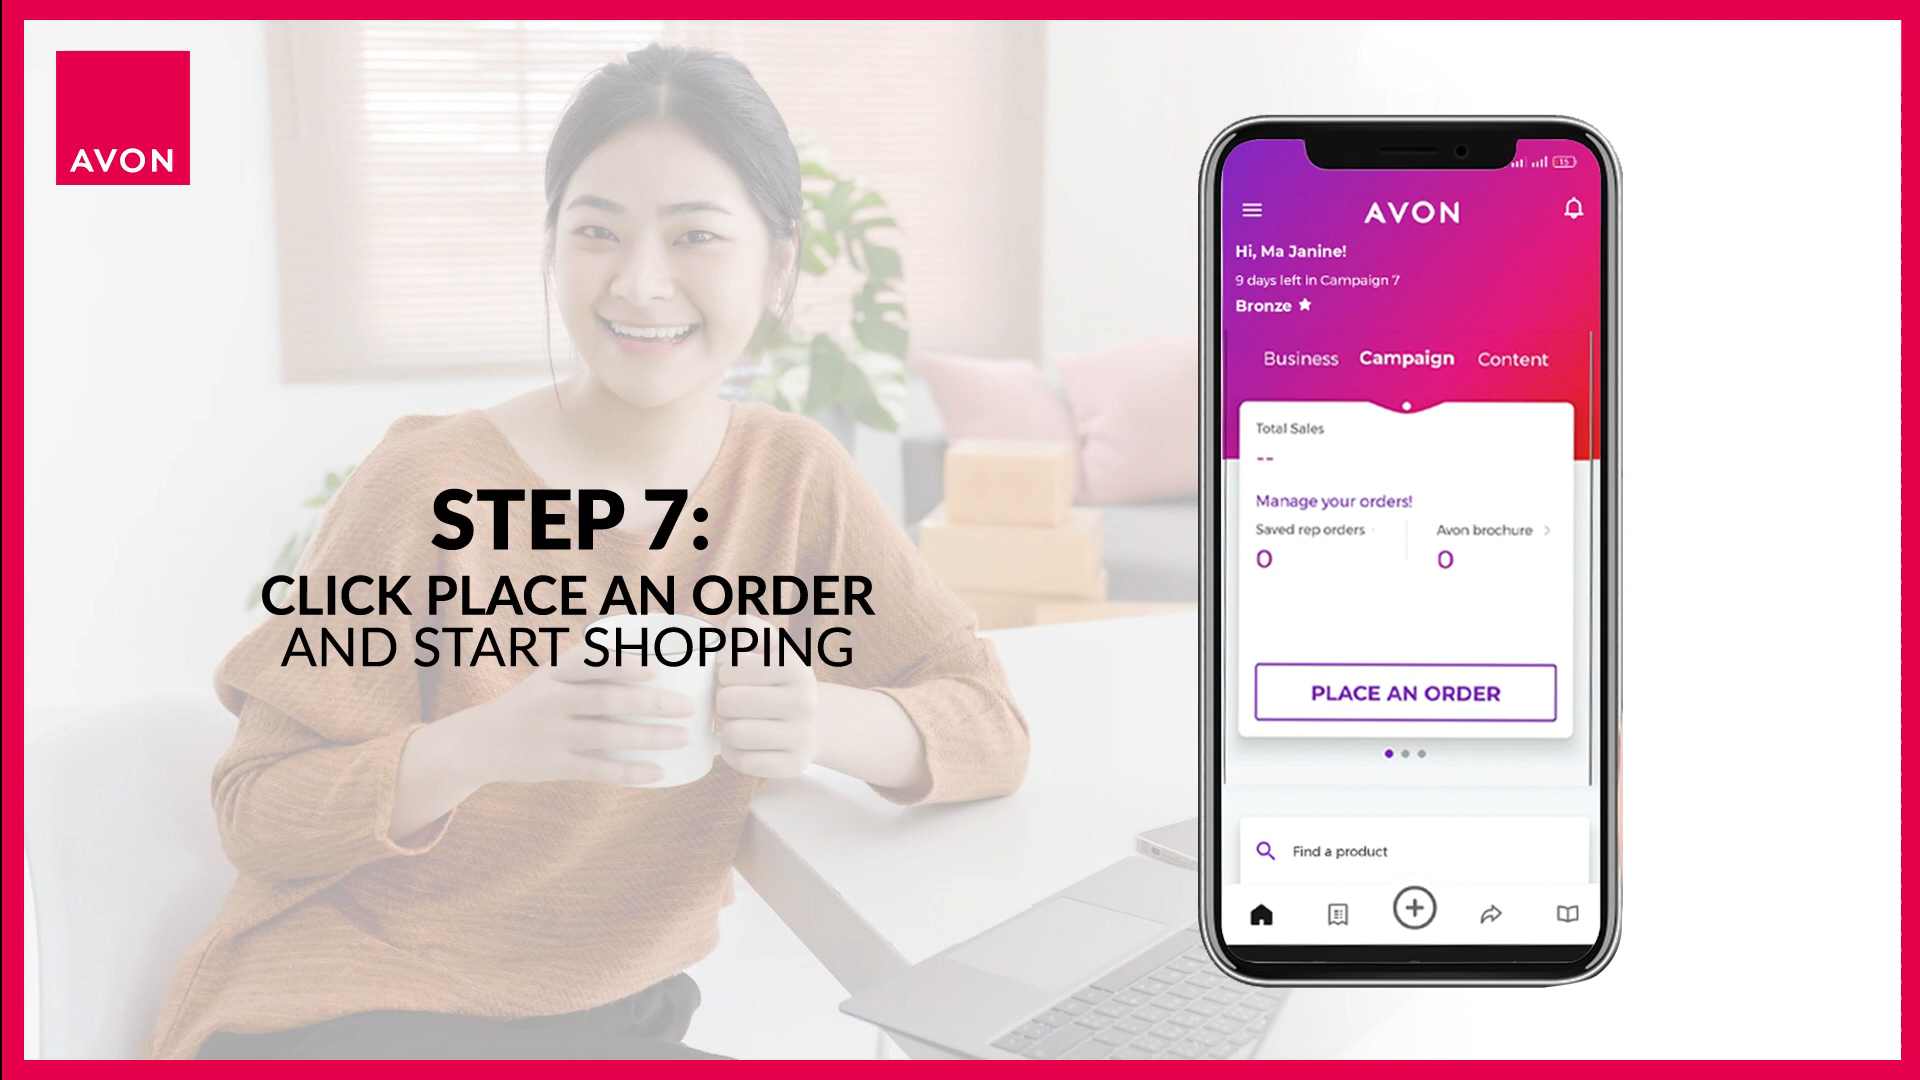 AVON
STEP 7:
CLICK PLACE AN ORDER
AND START SHOPPING
15
AVON
Hi, Ma Janine!
9 days left in Campaign 7
Bronze
Business Campaign Content
Total Sales
--
Manage your orders!
Saved rep orders Avon brochure
0 0
PLACE AN ORDER
Find a product